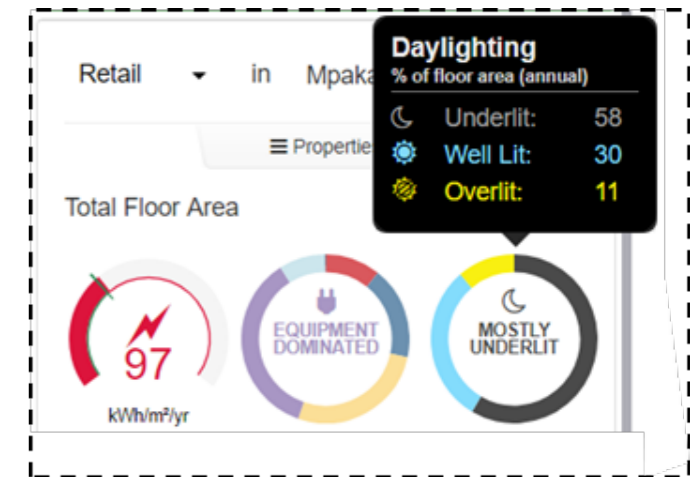 Retail in Mpaka
Properties
Daylighting
% of floor area (annual)
Underlit: 58
Well Lit: 30
Overlit: 11
Total Floor Area
97
kWh/m²/yr
EQUIPMENT
DOMINATED
MOSTLY
UNDERLIT